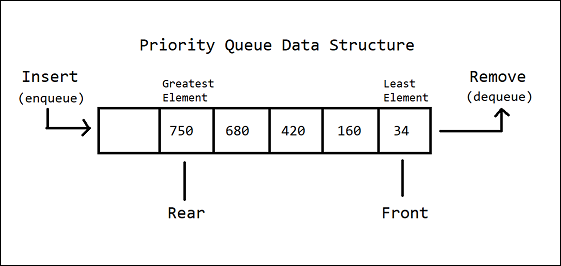 Priority Queue Data Structure
Insert
(enqueue)
Greatest
Element
Least
Element
Remove
(dequeue)
750 680 420 160 34
Rear
Front